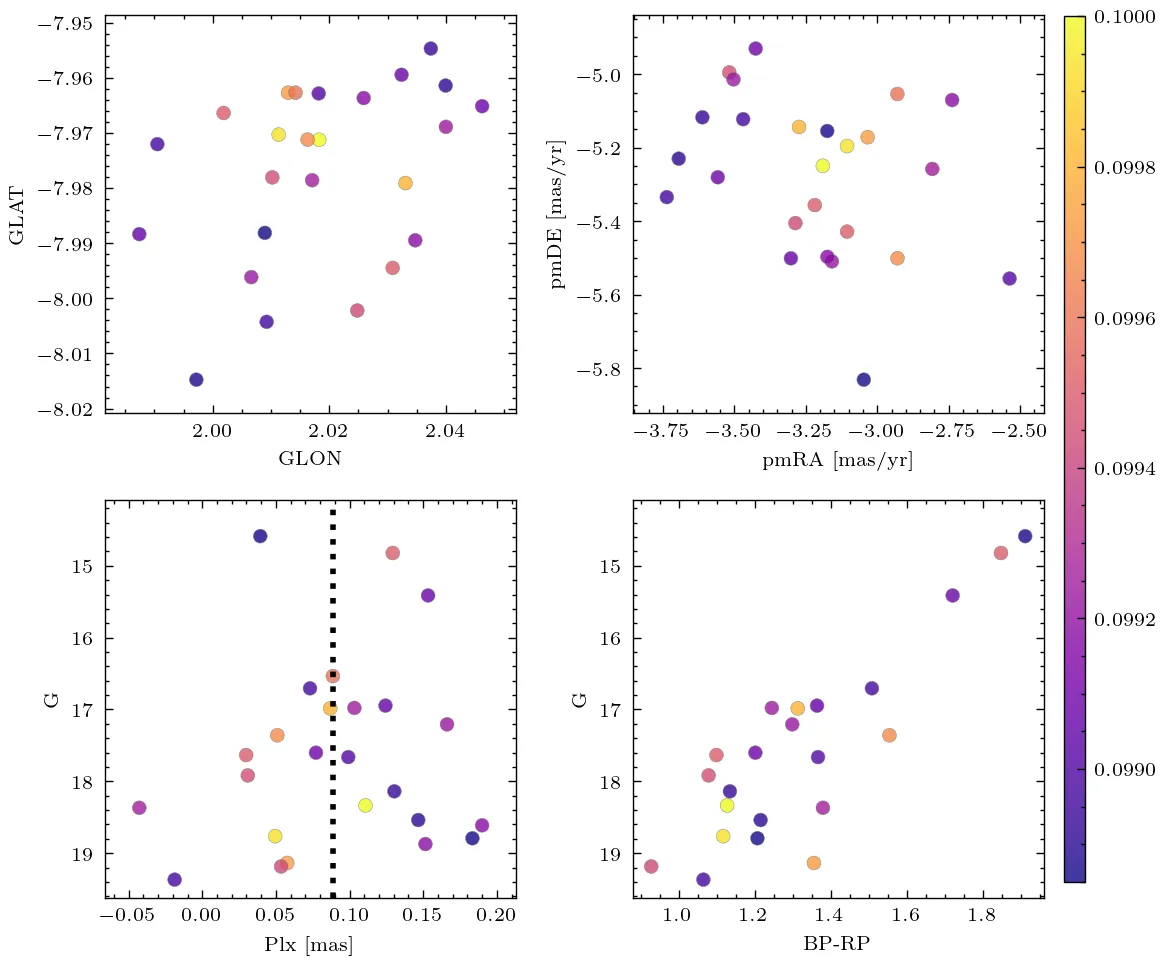 −7.95
−7.96
−7.97
−7.98
−7.99
−8.00
−8.01
−8.02
GLAT
2.00 2.02 2.04
GLON
−5.0
−5.2
−5.4
−5.6
−5.8
pmDE [mas/yr]
−3.75 −3.50 −3.25 −3.00 −2.75 −2.50
pmRA [mas/yr]
15
16
17
18
19
G
−0.05 0.00 0.05 0.10 0.15 0.20
Plx [mas]
15
16
17
18
19
G
1.0 1.2 1.4 1.6 1.8
BP-RP
0.1000
0.0998
0.0996
0.0994
0.0992
0.0990